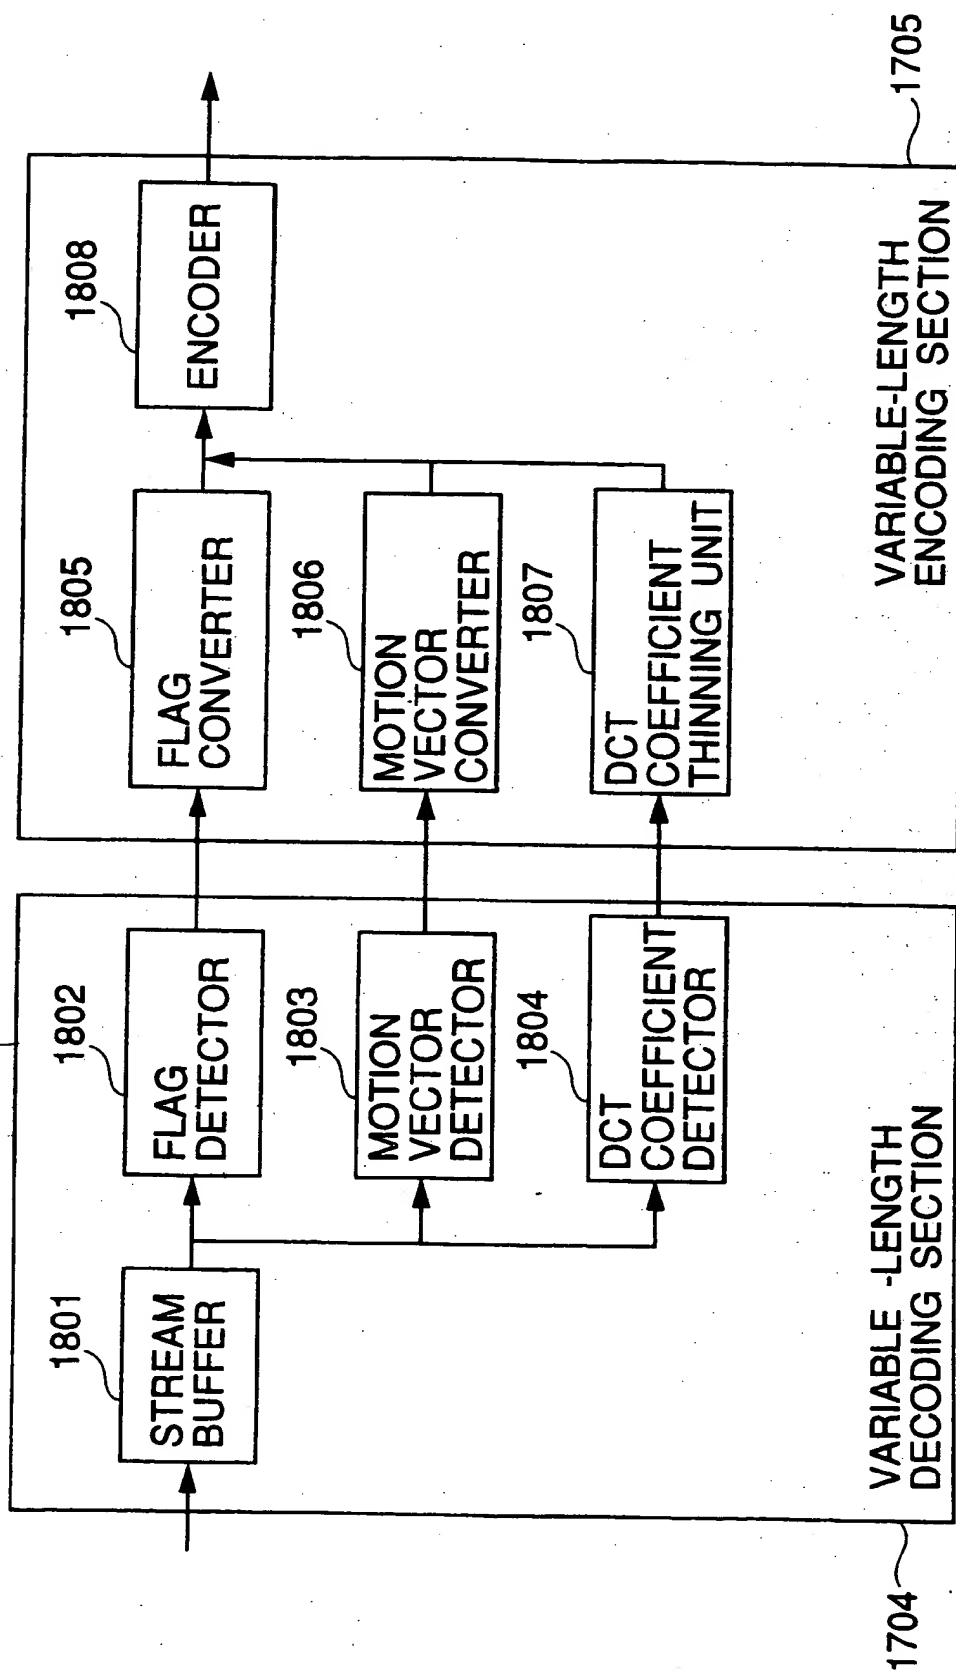 1801
STREAM
BUFFER
1802
FLAG
DETECTOR
1803
MOTION
VECTOR
DETECTOR
1804
DCT
COEFFICIENT
DETECTOR
VARIABLE -LENGTH
DECODING SECTION
1704
1805
FLAG
CONVERTER
1806
MOTION
VECTOR
CONVERTER
1807
DCT
COEFFICIENT
THINNING UNIT
1808
ENCODER
VARIABLE-LENGTH
ENCODING SECTION
1705